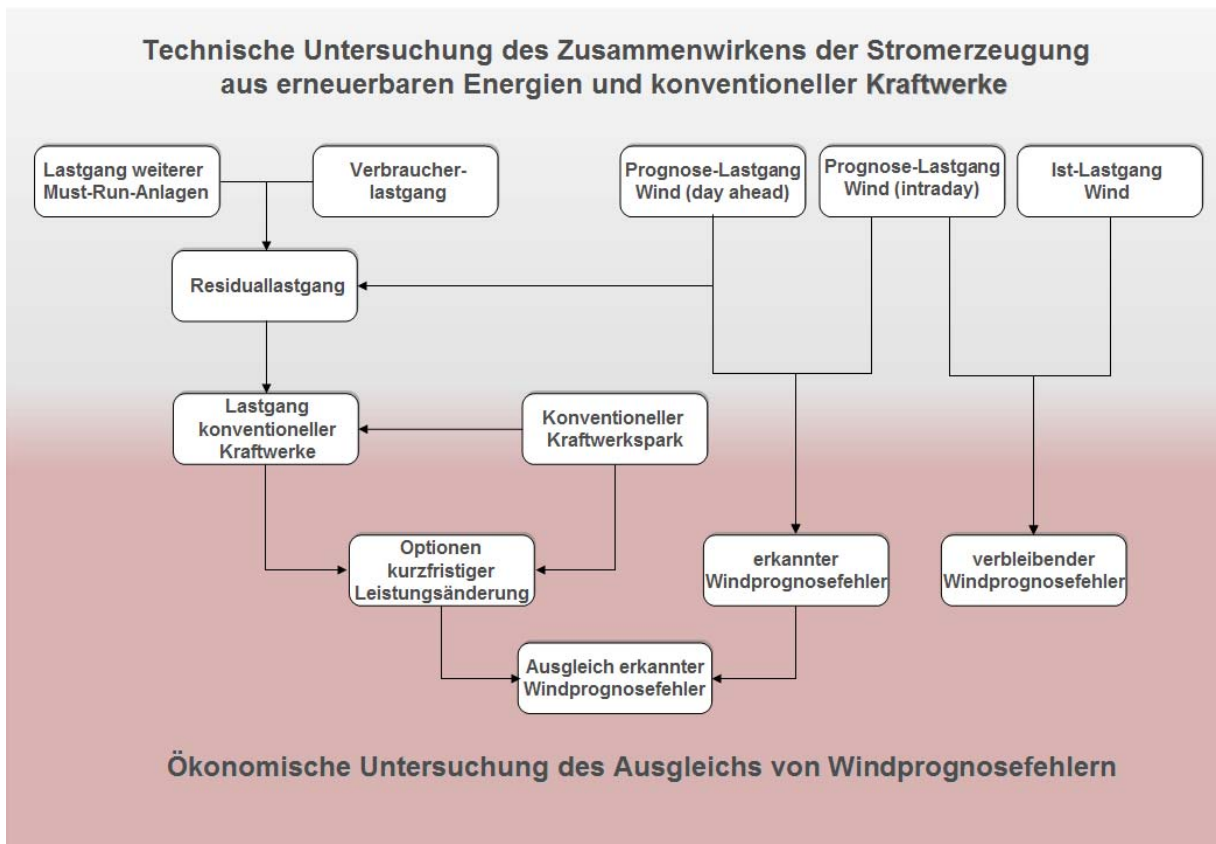 Technische Untersuchung des Zusammenwirkens der Stromerzeugung
aus erneuerbaren Energien und konventioneller Kraftwerke
Lastgang weiterer
Must-Run-Anlagen
Verbraucher-
lastgang
Prognose-Lastgang
Wind (day ahead)
Prognose-Lastgang
Wind (intraday)
Ist-Lastgang
Wind
Residuallastgang
Lastgang
konventioneller
Kraftwerke
Konventioneller
Kraftwerkspark
Optionen
kurzfristiger
Leistungsänderung
erkannter
Windprognosefehler
verbleibender
Windprognosefehler
Ausgleich erkannter
Windprognosefehler
Ökonomische Untersuchung des Ausgleichs von Windprognosefehlern